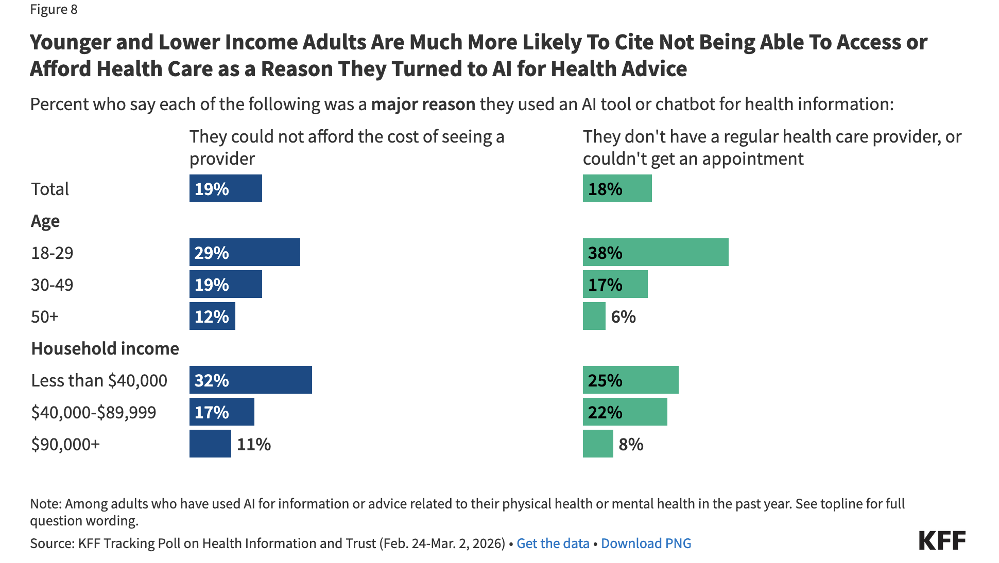 Figure 8
Younger and Lower Income Adults Are Much More Likely To Cite Not Being Able To Access or
Afford Health Care as a Reason They Turned to AI for Health Advice
Percent who say each of the following was a major reason they used an AI tool or chatbot for health information:
They could not afford the cost of seeing a
provider
They don't have a regular health care provider, or
couldn't get an appointment
Total 19% 18%
Age
18-29 29% 38%
30-49 19% 17%
50+ 12% 6%
Household income
Less than $40,000 32% 25%
$40,000-$89,999 17% 22%
$90,000+ 11% 8%
Note: Among adults who have used AI for information or advice related to their physical health or mental health in the past year. See topline for full
question wording.
Source: KFF Tracking Poll on Health Information and Trust (Feb. 24-Mar. 2, 2026) • Get the data • Download PNG
KFF